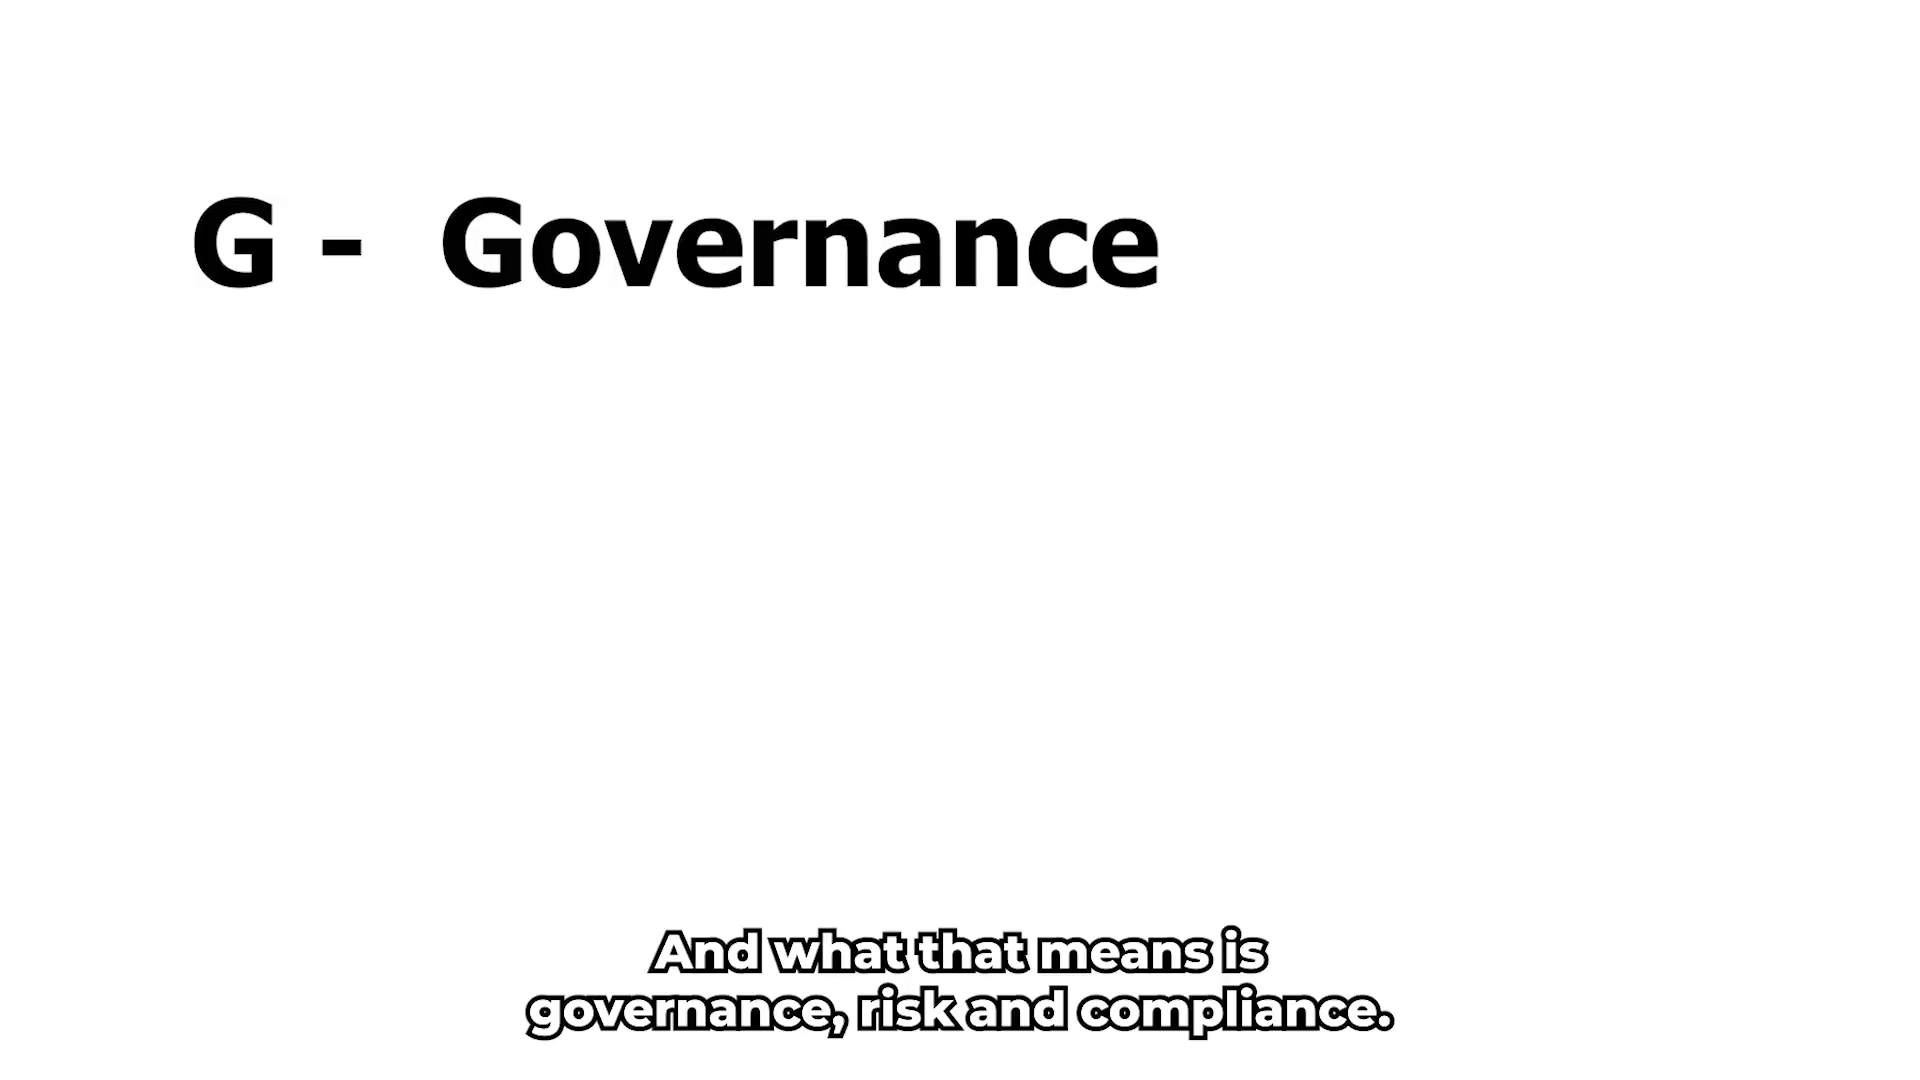 G - Governance
And what that means is
governance, risk and compliance.